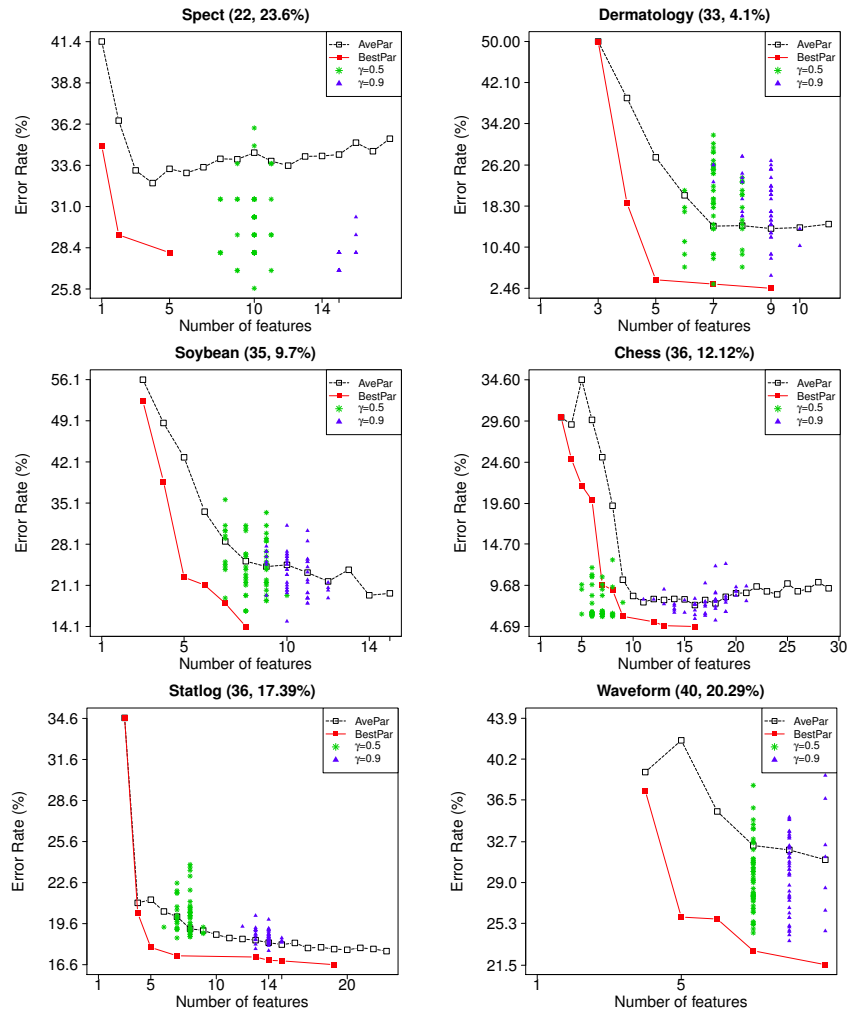 Spect (22, 23.6%)
Error Rate (%)
41.4
38.8
36.2
33.6
31.0
28.4
25.8
1 5 10 14
Number of features
AvePar
BestPar
γ=0.5
γ=0.9
Dermatology (33, 4.1%)
Error Rate (%)
50.00
42.10
34.20
26.20
18.30
10.40
2.46
1 3 5 7 9 10
Number of features
AvePar
BestPar
γ=0.5
γ=0.9
Soybean (35, 9.7%)
Error Rate (%)
56.1
49.1
42.1
35.1
28.1
21.1
14.1
1 5 10 14
Number of features
AvePar
BestPar
γ=0.5
γ=0.9
Chess (36, 12.12%)
Error Rate (%)
34.60
29.60
24.60
19.60
14.70
9.68
4.69
1 5 10 15 20 25 30
Number of features
AvePar
BestPar
γ=0.5
γ=0.9
Statlog (36, 17.39%)
Error Rate (%)
34.6
31.6
28.6
25.6
22.6
19.6
16.6
1 5 10 14 20
Number of features
AvePar
BestPar
γ=0.5
γ=0.9
Waveform (40, 20.29%)
Error Rate (%)
43.9
40.2
36.5
32.7
29.0
25.3
21.5
1 5
Number of features
AvePar
BestPar
γ=0.5
γ=0.9